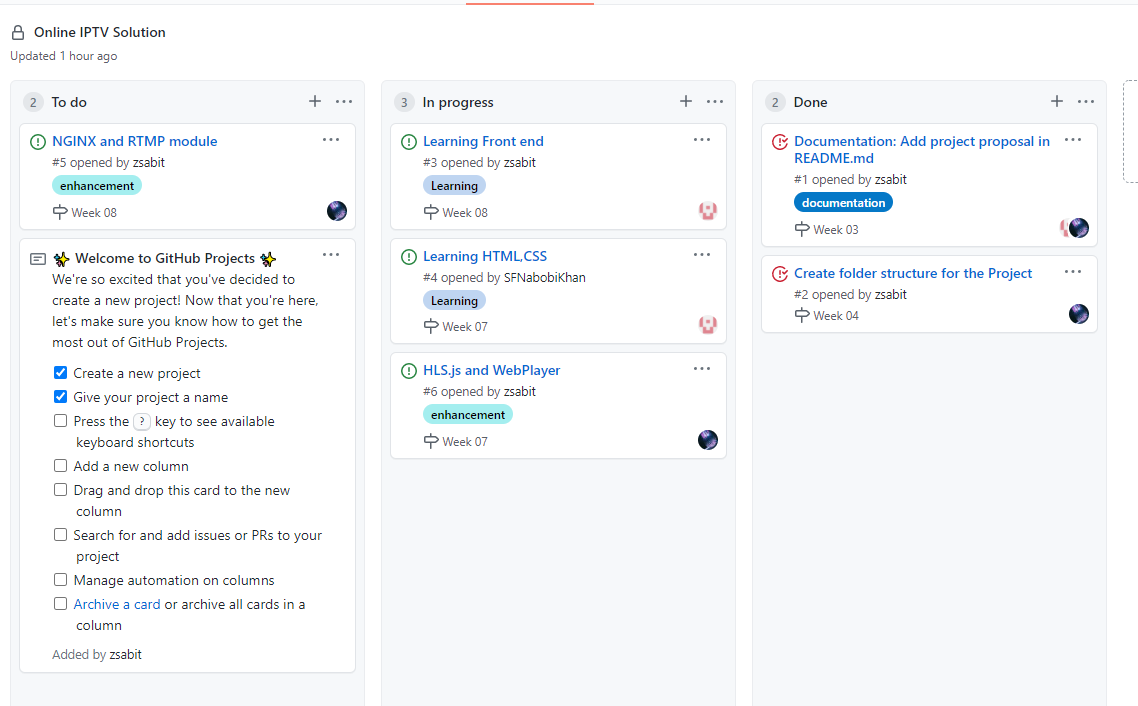 Online IPTV Solution
Updated 1 hour ago
2 To do
NGINX and RTMP module
#5 opened by zsabit
enhancement
Week 08
✨ Welcome to GitHub Projects ✨
We're so excited that you've decided to
create a new project! Now that you're here,
let's make sure you know how to get the
most out of GitHub Projects.
Create a new project
Give your project a name
Press the ? key to see available
keyboard shortcuts
Add a new column
Drag and drop this card to the new
column
Search for and add issues or PRs to your
project
Manage automation on columns
Archive a card or archive all cards in a
column
Added by zsabit
3 In progress
Learning Front end
#3 opened by zsabit
Learning
Week 08
Learning HTML,CSS
#4 opened by SFNabobiKhan
Learning
Week 07
HLS.js and WebPlayer
#6 opened by zsabit
enhancement
Week 07
2 Done
Documentation: Add project proposal in
README.md
#1 opened by zsabit
documentation
Week 03
Create folder structure for the Project
#2 opened by zsabit
Week 04